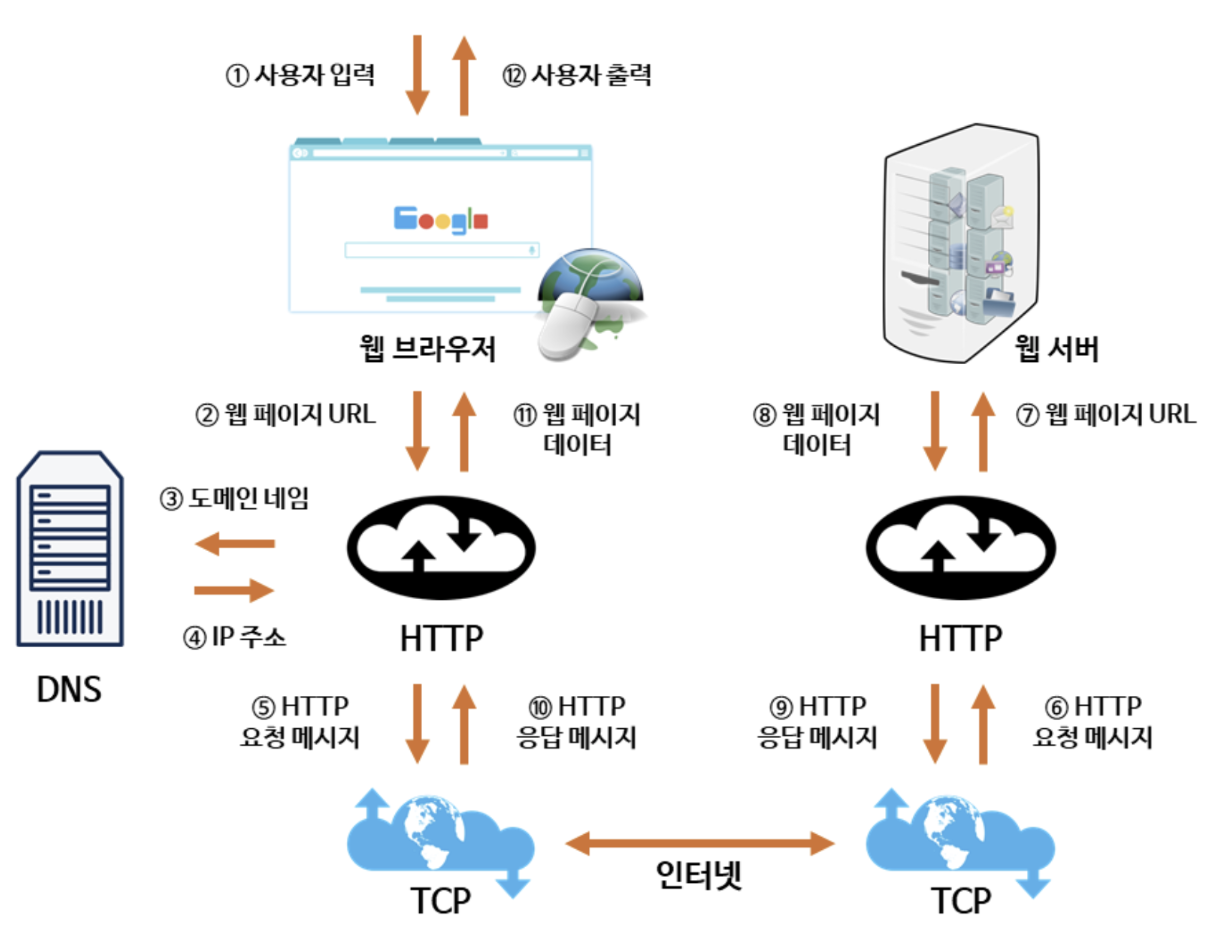 ① 사용자 입력
⑫ 사용자 출력
Google
웹 브라우저
웹 서버
② 웹 페이지 URL
⑪ 웹 페이지
데이터
⑧ 웹 페이지
데이터
⑦ 웹 페이지 URL
③ 도메인 네임
④ IP 주소
DNS
HTTP
HTTP
⑤ HTTP
요청 메시지
⑩ HTTP
응답 메시지
⑨ HTTP
응답 메시지
⑥ HTTP
요청 메시지
인터넷
TCP
TCP